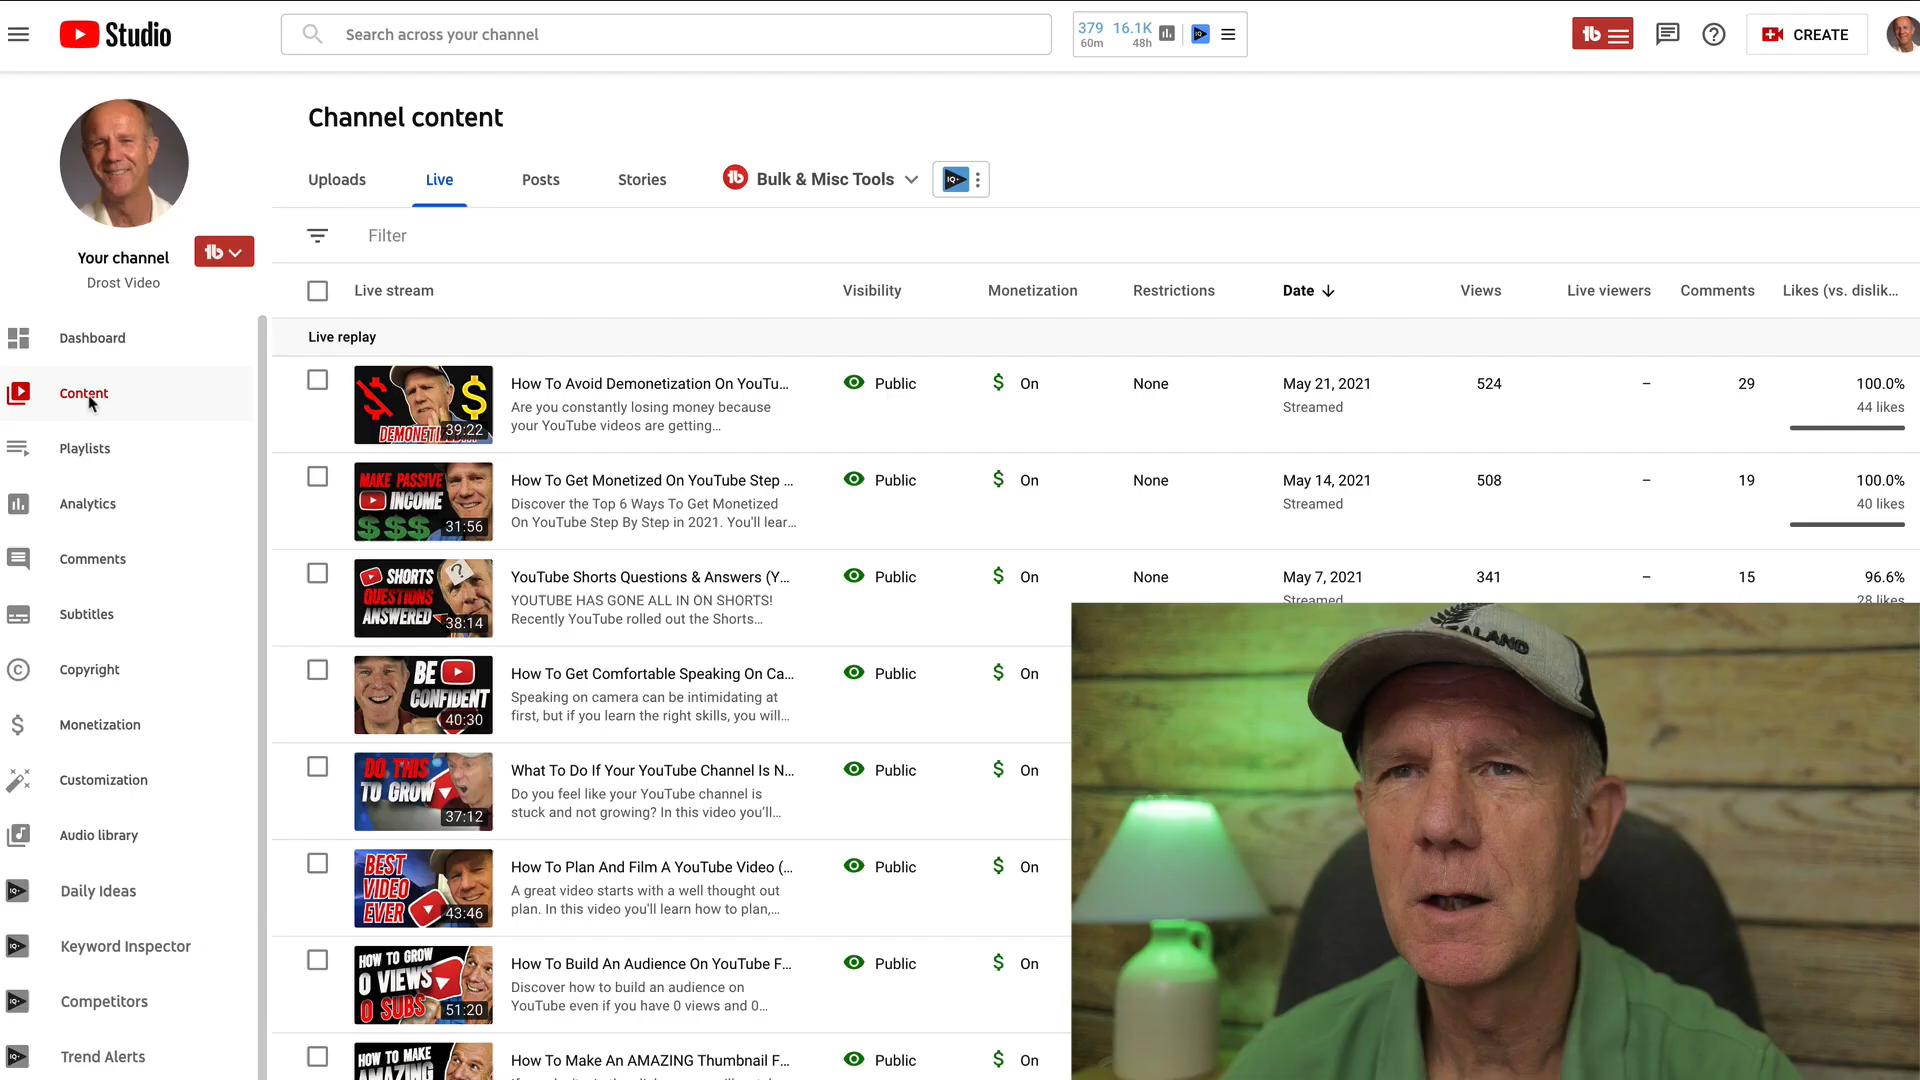 Studio
Search across your channel
379 16.1K
60m 48h
CREATE
Channel content
Uploads
Live
Posts
Stories
Bulk & Misc Tools
Filter
Your channel
Drost Video
Dashboard
Content
Playlists
Analytics
Comments
Subtitles
Copyright
Monetization
Customization
Audio library
Daily Ideas
Keyword Inspector
Competitors
Trend Alerts
Live stream Visibility Monetization Restrictions Date Views Live viewers Comments Likes (vs. dislik...
Live replay
39:22
How To Avoid Demonetization On YouTu... Public On None May 21, 2021 524 – 29 100.0%
Are you constantly losing money because Streamed 44 likes
your YouTube videos are getting...
MAKE PASSIVE
INCOME
$$$ 31:56
How To Get Monetized On YouTube Step ... Public On None May 14, 2021 508 – 19 100.0%
Discover the Top 6 Ways To Get Monetized Streamed 40 likes
On YouTube Step By Step in 2021. You'll lear...
SHORTS
QUESTIONS
ANSWERED 38:14
YouTube Shorts Questions & Answers (Y... Public On None May 7, 2021 341 – 15 96.6%
YOUTUBE HAS GONE ALL IN ON SHORTS! Streamed 28 likes
Recently YouTube rolled out the Shorts...
BE
CONFIDENT
40:30
How To Get Comfortable Speaking On Ca... Public On
Speaking on camera can be intimidating at
first, but if you learn the right skills, you will...
DO THIS
TO GROW
37:12
What To Do If Your YouTube Channel Is N... Public On
Do you feel like your YouTube channel is
stuck and not growing? In this video you'll...
BEST
VIDEO
EVER 43:46
How To Plan And Film A YouTube Video (... Public On
A great video starts with a well thought out
plan. In this video you'll learn how to plan,...
HOW TO GROW
0 VIEWS
0 SUBS 51:20
How To Build An Audience On YouTube F... Public On
Discover how to build an audience on
YouTube even if you have 0 views and 0...
HOW TO MAKE
AMAZING
How To Make An AMAZING Thumbnail F... Public On